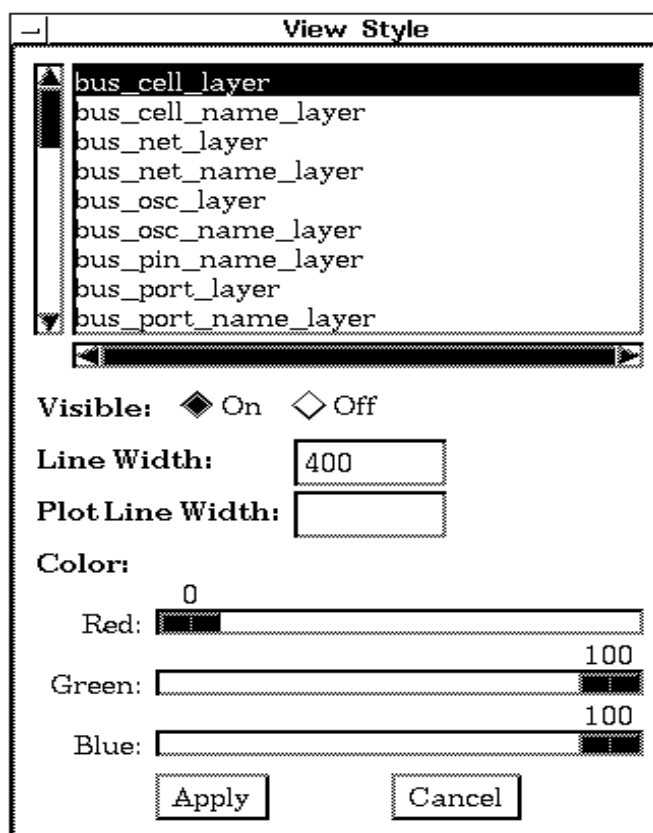 View Style
bus_cell_layer
bus_cell_name_layer
bus_net_layer
bus_net_name_layer
bus_osc_layer
bus_osc_name_layer
bus_pin_name_layer
bus_port_layer
bus_port_name_layer
Visible: On Off
Line Width: 400
Plot Line Width:
Color:
0
Red:
100
Green:
100
Blue:
Apply Cancel